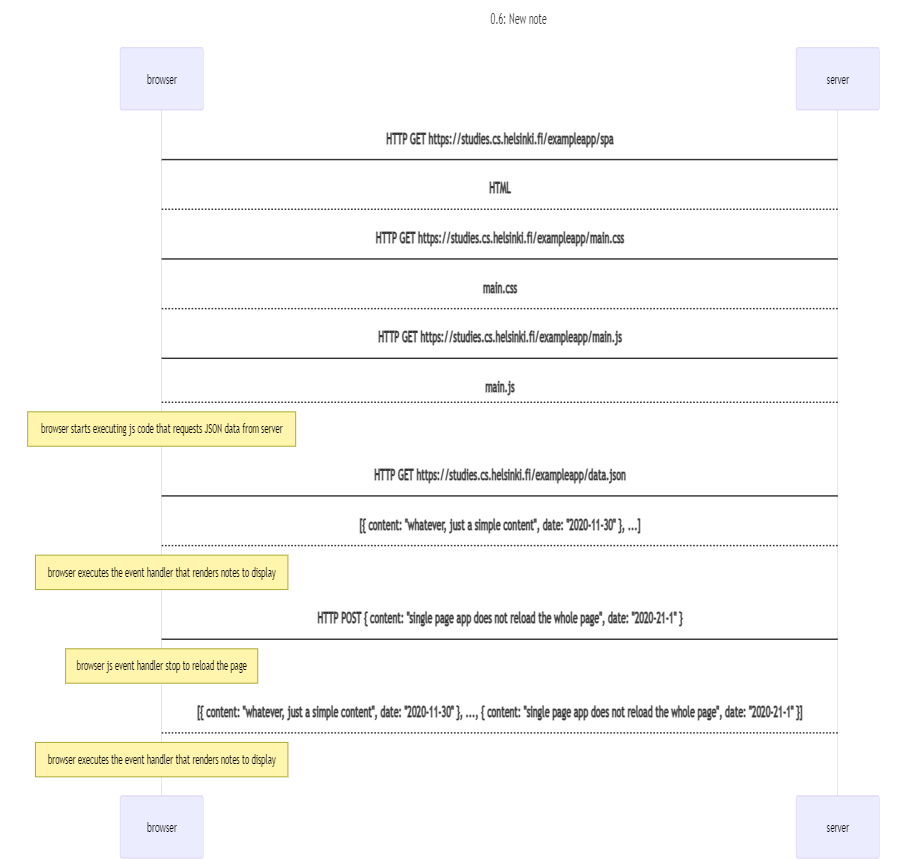 0.6: New note
browser
server
HTTP GET https://studies.cs.helsinki.fi/exampleapp/spa
HTML
HTTP GET https://studies.cs.helsinki.fi/exampleapp/main.css
main.css
HTTP GET https://studies.cs.helsinki.fi/exampleapp/main.js
main.js
browser starts executing js code that requests JSON data from server
HTTP GET https://studies.cs.helsinki.fi/exampleapp/data.json
[{ content: "whatever, just a simple content", date: "2020-11-30" }, ...]
browser executes the event handler that renders notes to display
HTTP POST { content: "single page app does not reload the whole page", date: "2020-21-1" }
browser js event handler stop to reload the page
[{ content: "whatever, just a simple content", date: "2020-11-30" }, ..., { content: "single page app does not reload the whole page", date: "2020-21-1" }]
browser executes the event handler that renders notes to display
browser
server